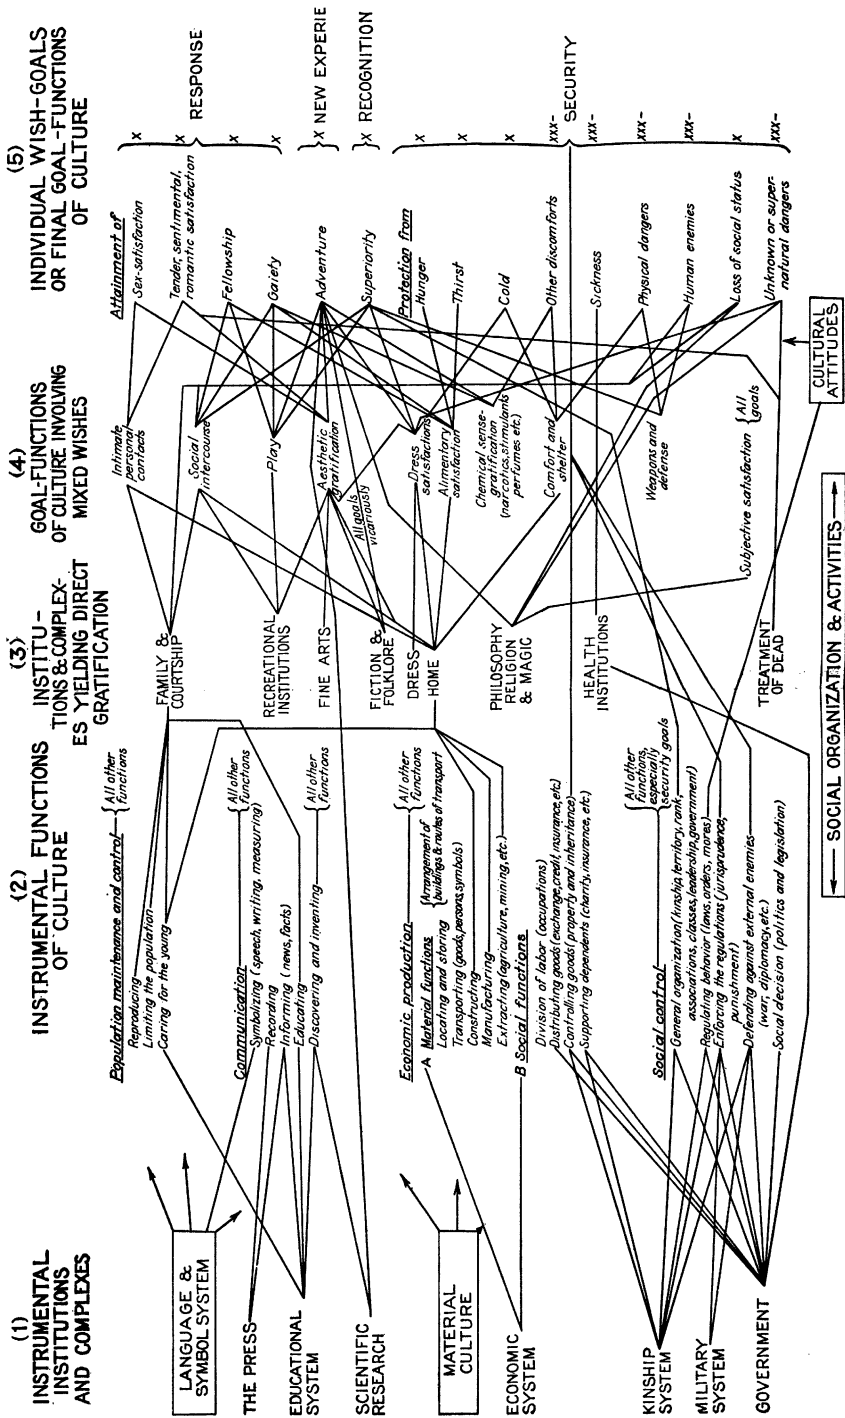 (1)
INSTRUMENTAL
INSTITUTIONS
AND COMPLEXES
LANGUAGE &
SYMBOL SYSTEM
THE PRESS
EDUCATIONAL
SYSTEM
SCIENTIFIC
RESEARCH
MATERIAL
CULTURE
ECONOMIC
SYSTEM
KINSHIP
SYSTEM
MILITARY
SYSTEM
GOVERNMENT
(2)
INSTRUMENTAL FUNCTIONS
OF CULTURE
Population maintenance and control
{All other
functions
Reproducing
Limiting the population
Caring for the young
Communication
{All other
functions
Symbolizing (speech, writing, measuring)
Recording
Informing (news, facts)
Educating
Discovering and inventing
{All other
functions
Economic production
{All other
functions
A Material functions
Locating and storing
{Arrangement of
buildings & routes of transport
Transporting (goods, persons, symbols)
Constructing
Manufacturing
Extracting (agriculture, mining, etc.)
B Social functions
Division of labor (occupations)
Distributing goods (exchange, credit, insurance, etc)
Controlling goods (property and inheritance)
Supporting dependents (charity, insurance, etc)
Social control
{All other
functions,
especially
security goals
General organization (kinship, territory, rank,
associations, classes, leadership, government)
Regulating behavior (laws, orders, mores)
Enforcing the regulations (jurisprudence,
punishment)
Defending against external enemies
(war, diplomacy, etc.)
Social decision (politics and legislation)
(3)
INSTITU-
TIONS & COMPLEX-
ES YIELDING DIRECT
GRATIFICATION
FAMILY &
COURTSHIP
RECREATIONAL
INSTITUTIONS
FINE ARTS
FICTION &
FOLKLORE
DRESS
HOME
PHILOSOPHY
RELIGION
& MAGIC
HEALTH
INSTITUTIONS
TREATMENT
OF DEAD
(4)
GOAL-FUNCTIONS
OF CULTURE INVOLVING
MIXED WISHES
Intimate
personal
contacts
Social
intercourse
Play
Aesthetic
gratification
All goals
vicariously
Dress
satisfactions
Alimentary
satisfaction
Chemical sense-
gratification
(narcotics, stimulants
perfumes etc)
Comfort and
shelter
Weapons and
defense
Subjective satisfaction
{All
goals
(5)
INDIVIDUAL WISH-GOALS
OR FINAL GOAL-FUNCTIONS
OF CULTURE
Attainment of
Sex-satisfaction
Tender, sentimental,
romantic satisfaction
Fellowship
Gaiety
Adventure
Superiority
Protection from
Hunger
Thirst
Cold
Other discomforts
Sickness
Physical dangers
Human enemies
Loss of social status
Unknown or super-
natural dangers
x
x
x
x
RESPONSE
x
NEW EXPERIE
x
RECOGNITION
x
x
x
xxx-
xxx-
xxx-
xxx-
x
xxx-
SECURITY
CULTURAL
ATTITUDES
SOCIAL ORGANIZATION & ACTIVITIES